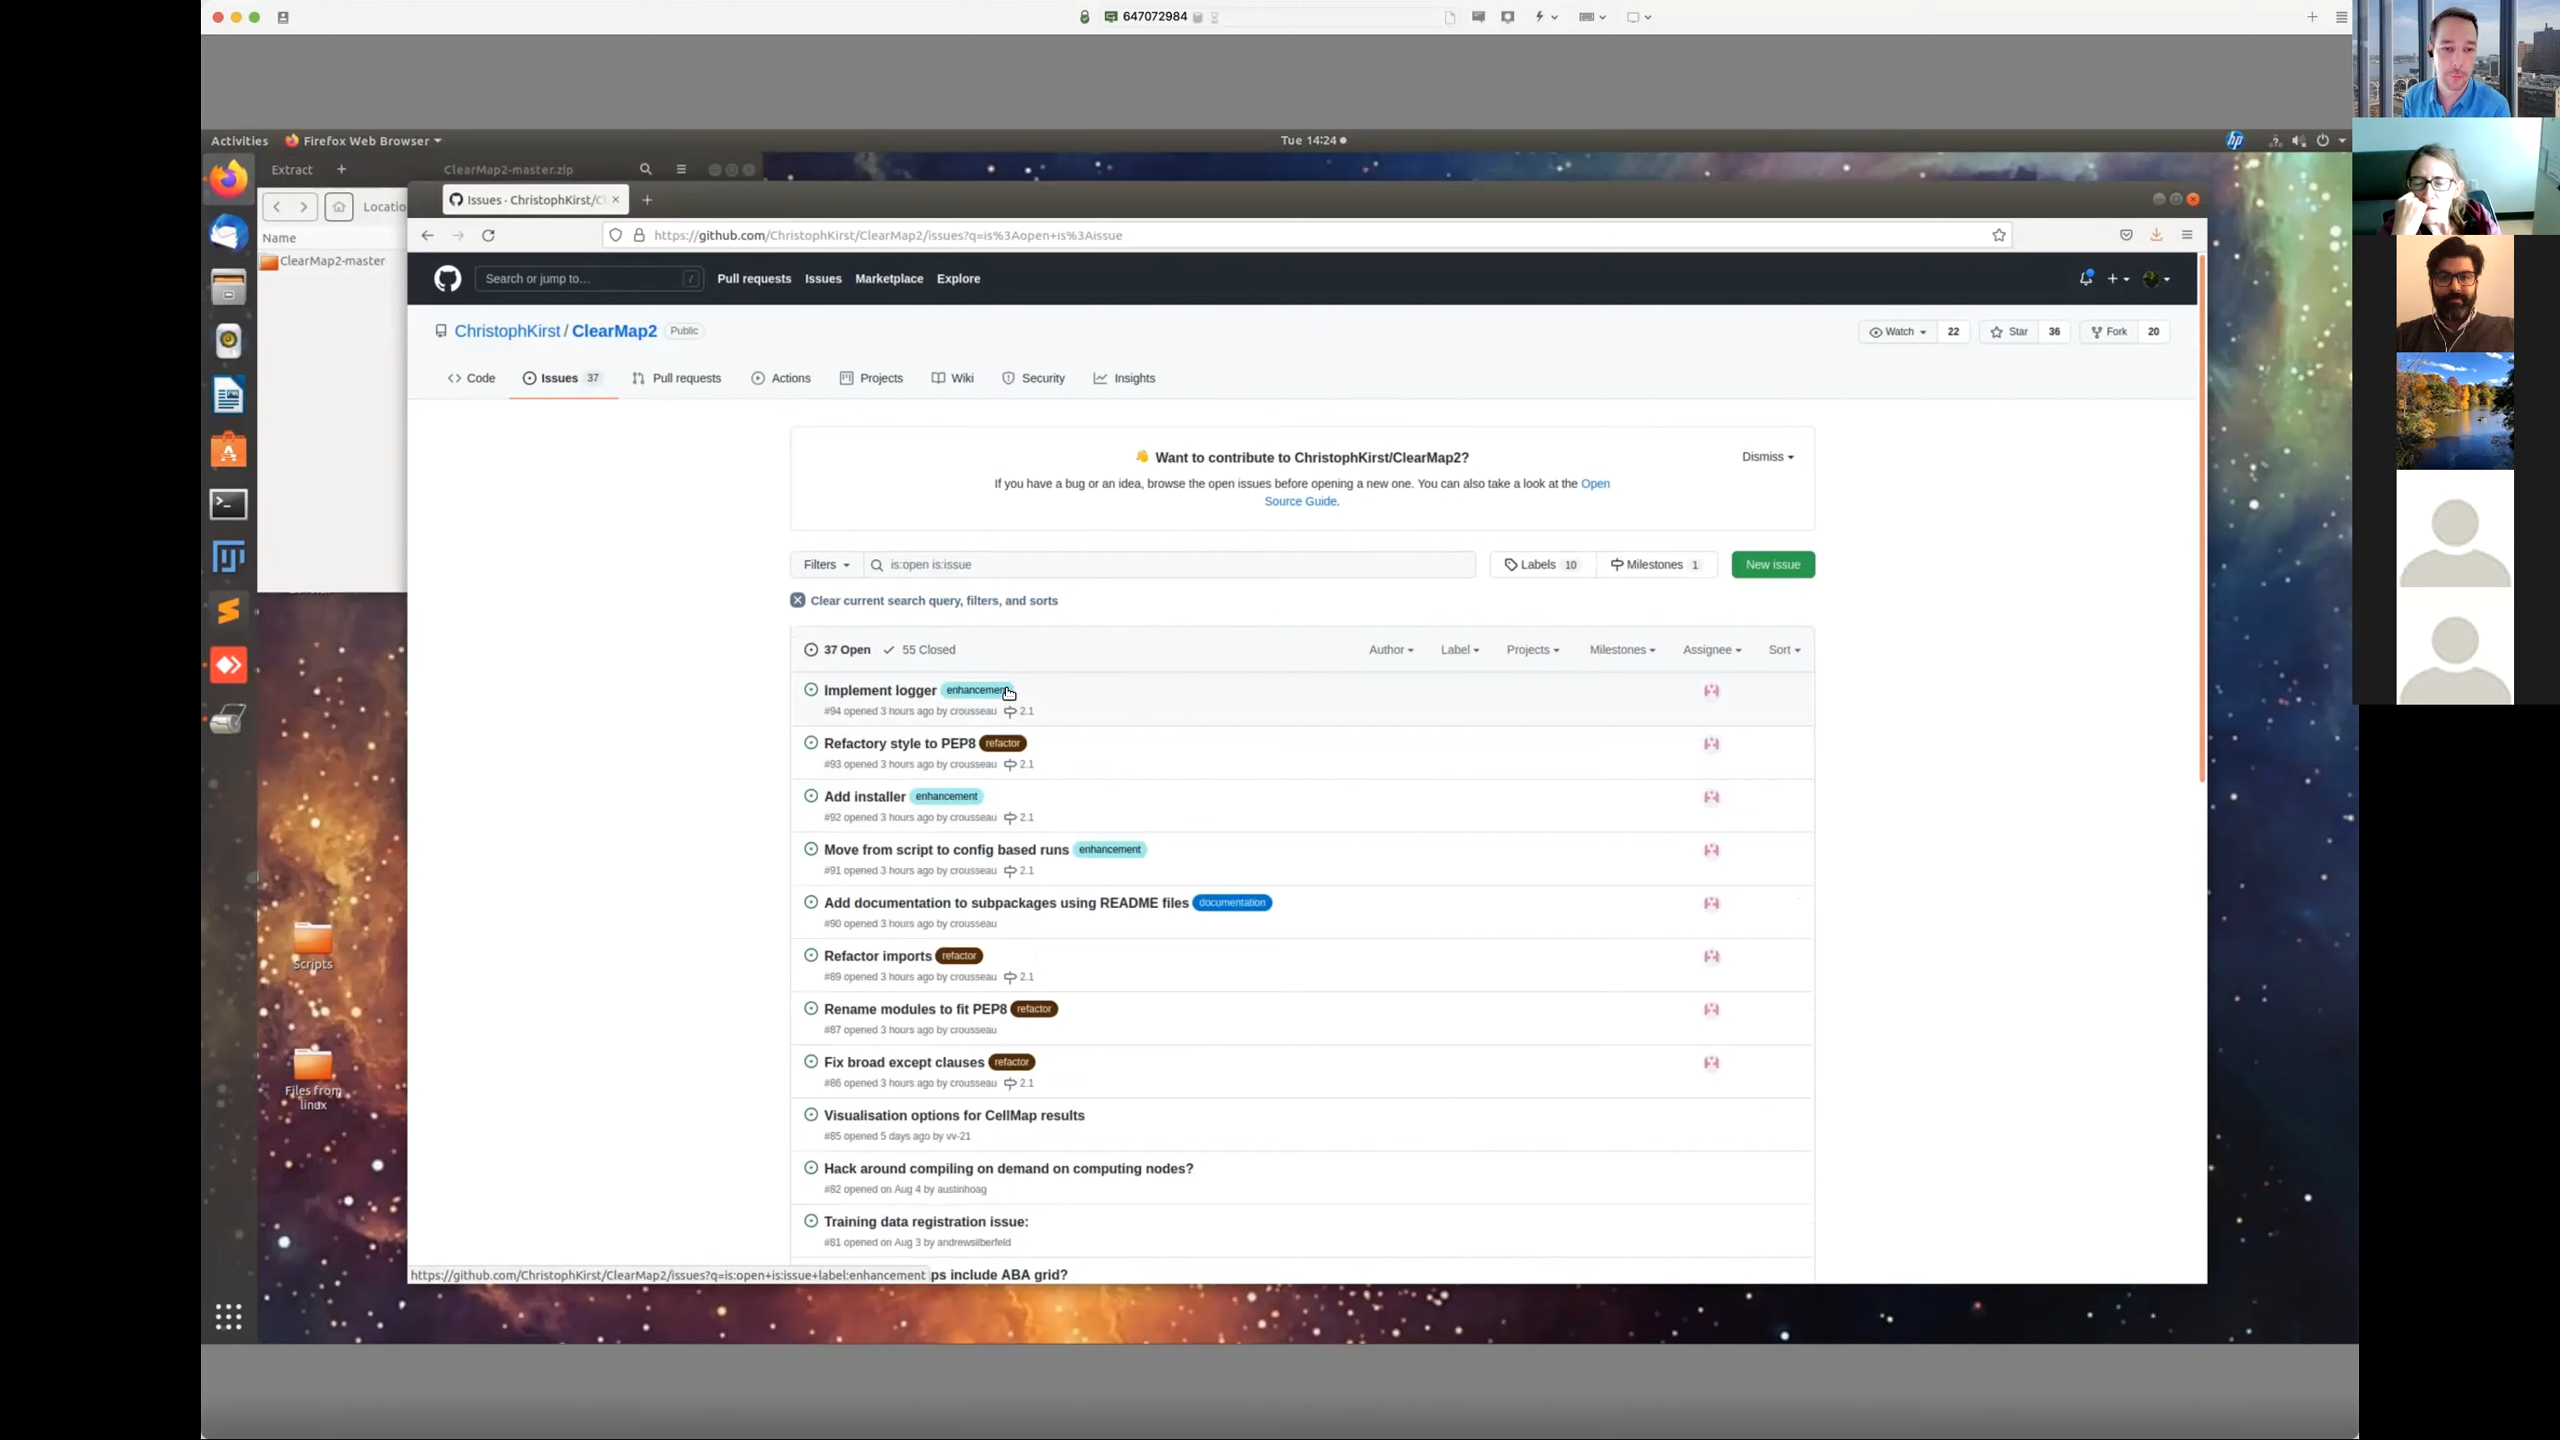 647072984
Activities
Firefox Web Browser
Tue 14:24
Extract
ClearMap2-master.zip
Issues · ChristophKirst/Cl
Locatio
https://github.com/ChristophKirst/ClearMap2/issues?q=is%3Aopen+is%3Aissue
Name
ClearMap2-master
Search or jump to…
/
Pull requests
Issues
Marketplace
Explore
ChristophKirst / ClearMap2
Public
Watch
22
Star
36
Fork
20
Code
Issues 37
Pull requests
Actions
Projects
Wiki
Security
Insights
Want to contribute to ChristophKirst/ClearMap2?
Dismiss
If you have a bug or an idea, browse the open issues before opening a new one. You can also take a look at the Open
Source Guide.
Filters
is:open is:issue
Labels 10
Milestones 1
New issue
Clear current search query, filters, and sorts
37 Open
55 Closed
Author
Label
Projects
Milestones
Assignee
Sort
Implement logger enhancement
#94 opened 3 hours ago by crousseau 2.1
Refactory style to PEP8 refactor
#93 opened 3 hours ago by crousseau 2.1
Add installer enhancement
#92 opened 3 hours ago by crousseau 2.1
Move from script to config based runs enhancement
#91 opened 3 hours ago by crousseau 2.1
Add documentation to subpackages using README files documentation
#90 opened 3 hours ago by crousseau
Refactor imports refactor
#89 opened 3 hours ago by crousseau 2.1
Rename modules to fit PEP8 refactor
#87 opened 3 hours ago by crousseau
Fix broad except clauses refactor
#86 opened 3 hours ago by crousseau 2.1
Visualisation options for CellMap results
#85 opened 5 days ago by vv-21
Hack around compiling on demand on computing nodes?
#82 opened on Aug 4 by austinhoag
Training data registration issue:
#81 opened on Aug 3 by andrewsilberfeld
ps include ABA grid?
https://github.com/ChristophKirst/ClearMap2/issues?q=is:open+is:issue+label:enhancement
Scripts
Files from
linux
hp